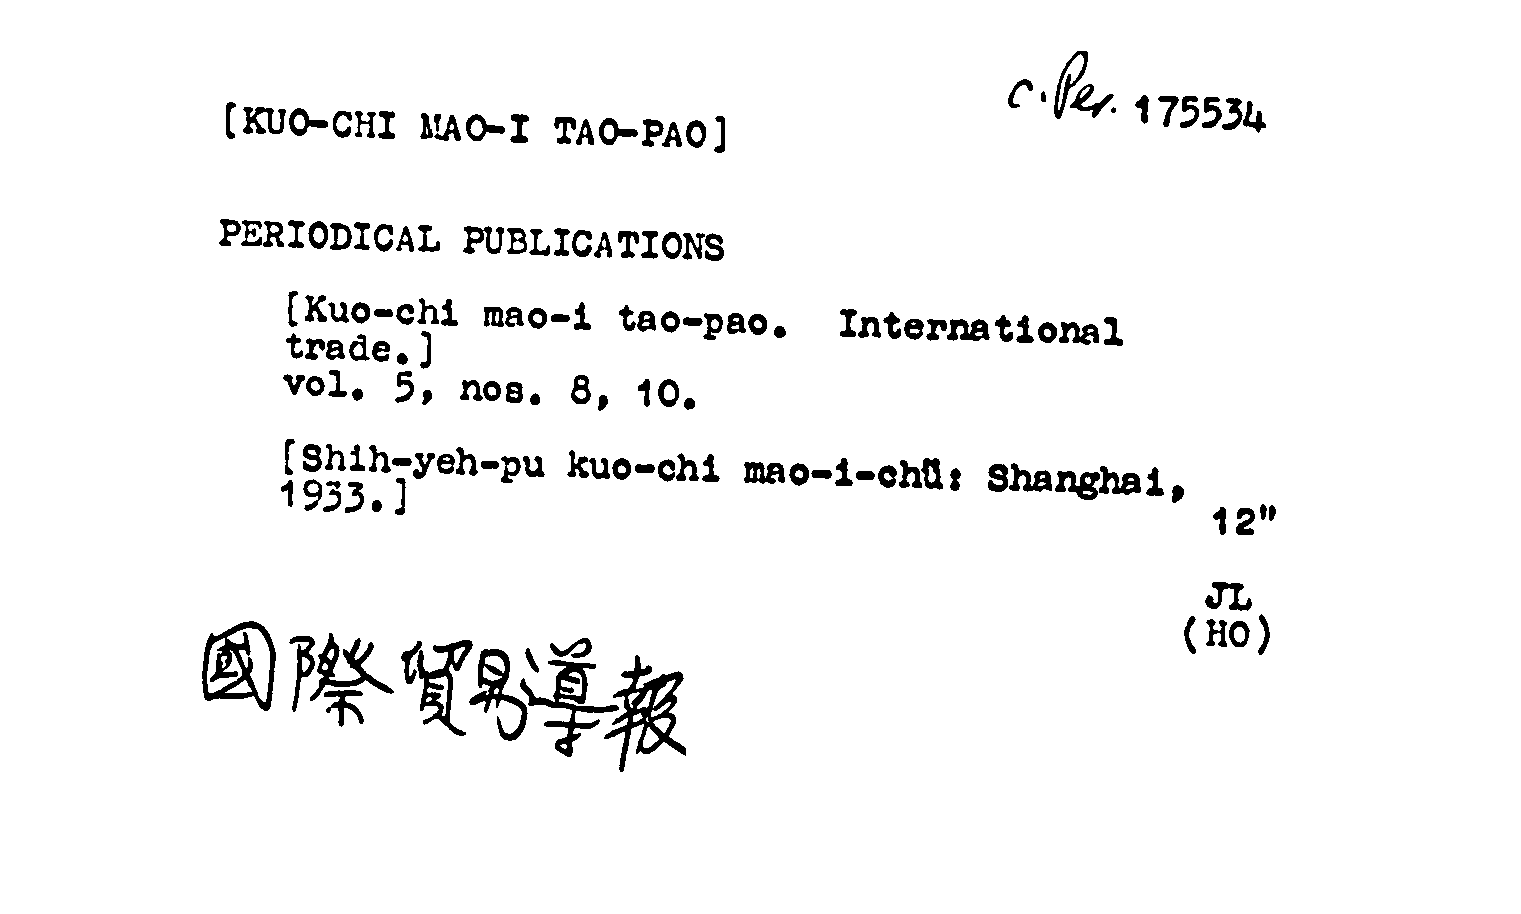 c. Per. 175534
[KUO-CHI MAO-I TAO-PAO]
PERIODICAL PUBLICATIONS
[Kuo-chi mao-i tao-pao. International
trade.]
vol. 5, nos. 8, 10.
[Shih-yeh-pu kuo-chi mao-i-chü: Shanghai,
1933.]
12"
JL
(HO)
國際貿易導報